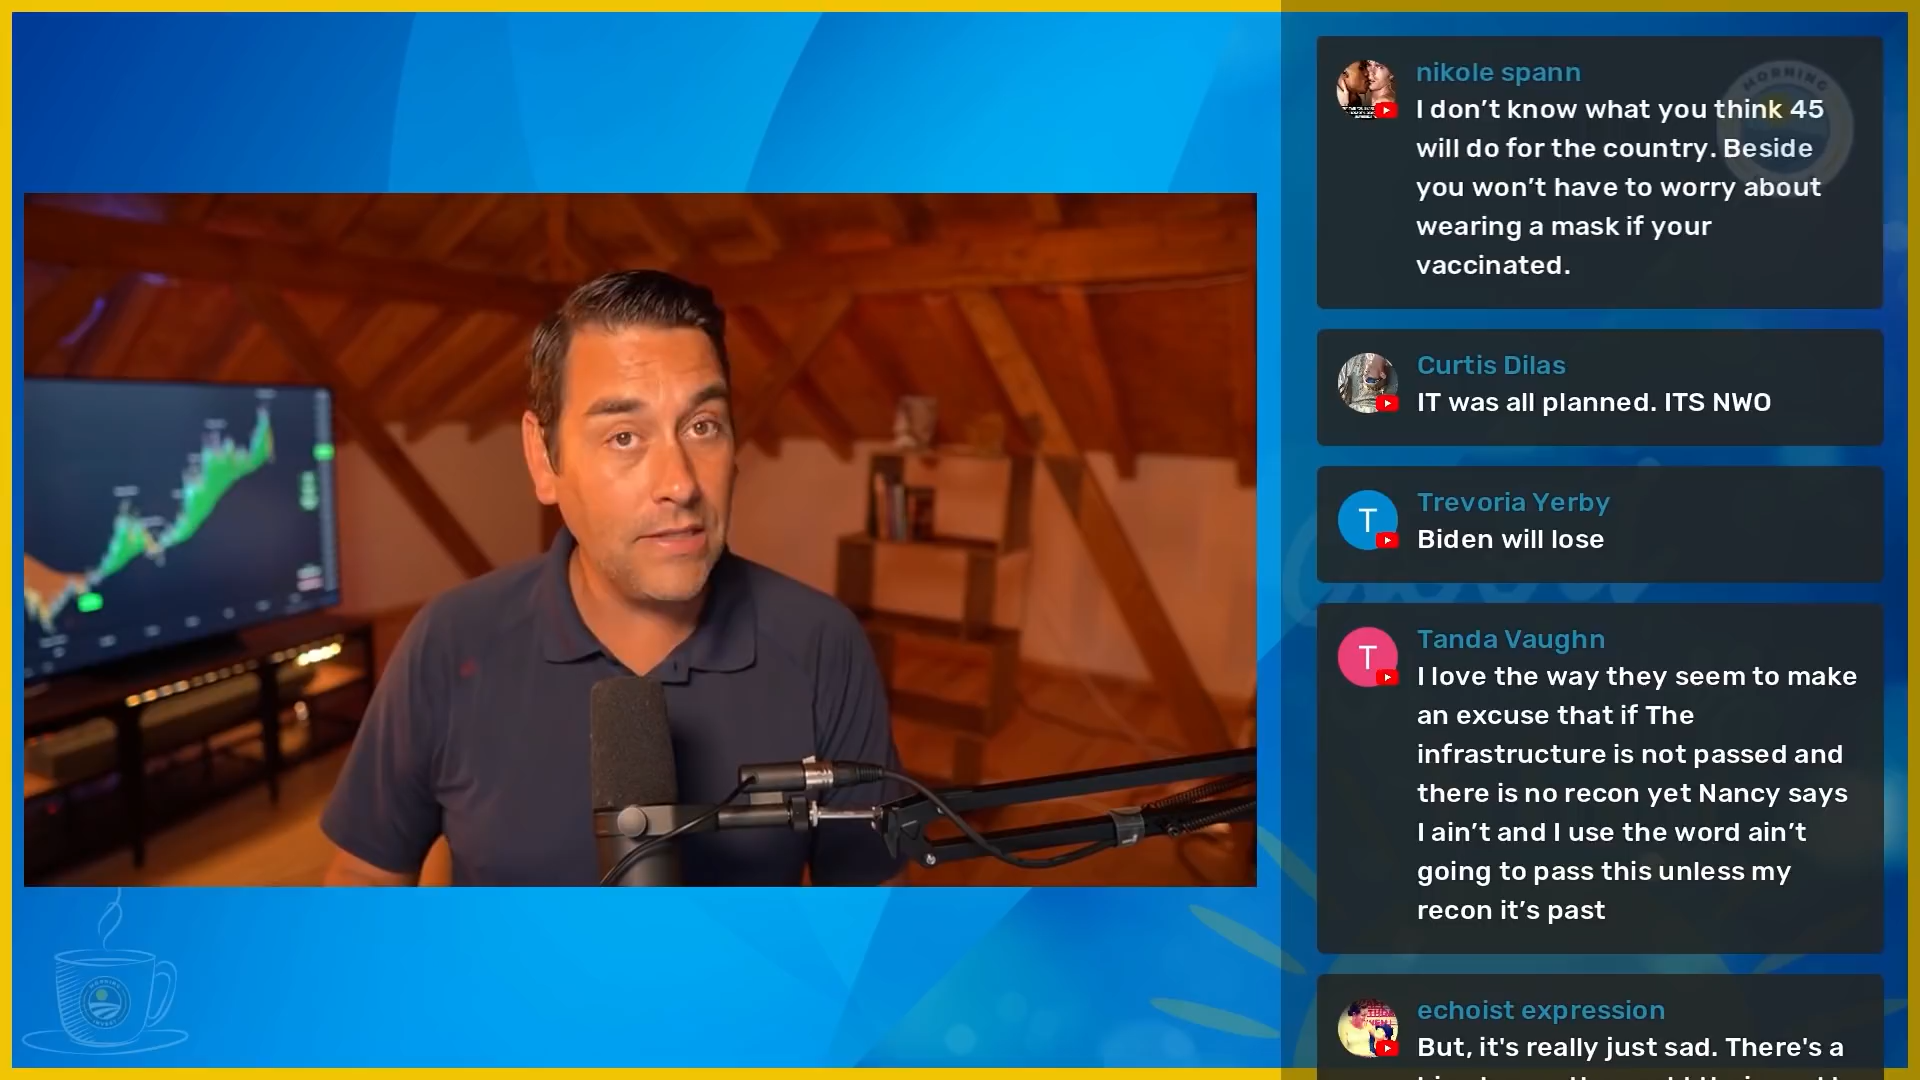 nikole spann
I don’t know what you think 45
will do for the country. Beside
you won’t have to worry about
wearing a mask if your
vaccinated.
MORNING
Curtis Dilas
IT was all planned. ITS NWO
T
Trevoria Yerby
Biden will lose
T
Tanda Vaughn
I love the way they seem to make
an excuse that if The
infrastructure is not passed and
there is no recon yet Nancy says
I ain’t and I use the word ain’t
going to pass this unless my
recon it’s past
echoist expression
But, it's really just sad. There's a
MORNING
INVEST